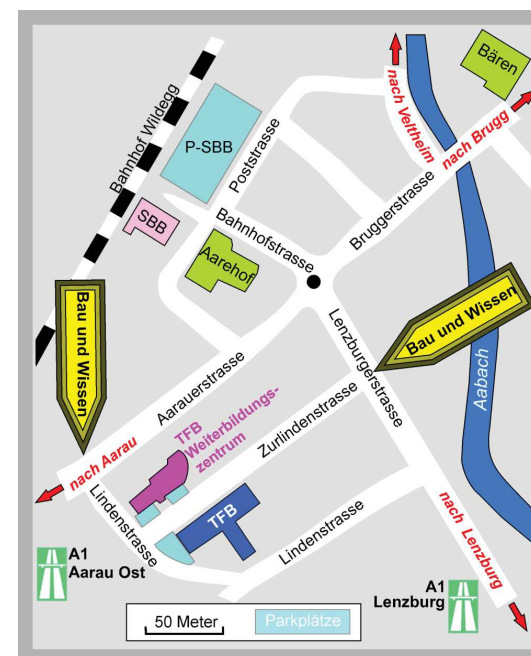 Bären
nach Veltheim
nach Brugg
Bahnhof Wildegg
P-SBB
Poststrasse
SBB
Bahnhofstrasse
Bruggerstrasse
Aarehof
Bau und Wissen
Bau und Wissen
Lenzburgerstrasse
Aabach
Aarauerstrasse
TFB
Weiterbildungs-
zentrum
Zurlindenstrasse
nach Aarau
Lindenstrasse
TFB
Lindenstrasse
nach Lenzburg
A1
Aarau Ost
A1
Lenzburg
50 Meter
Parkplätze